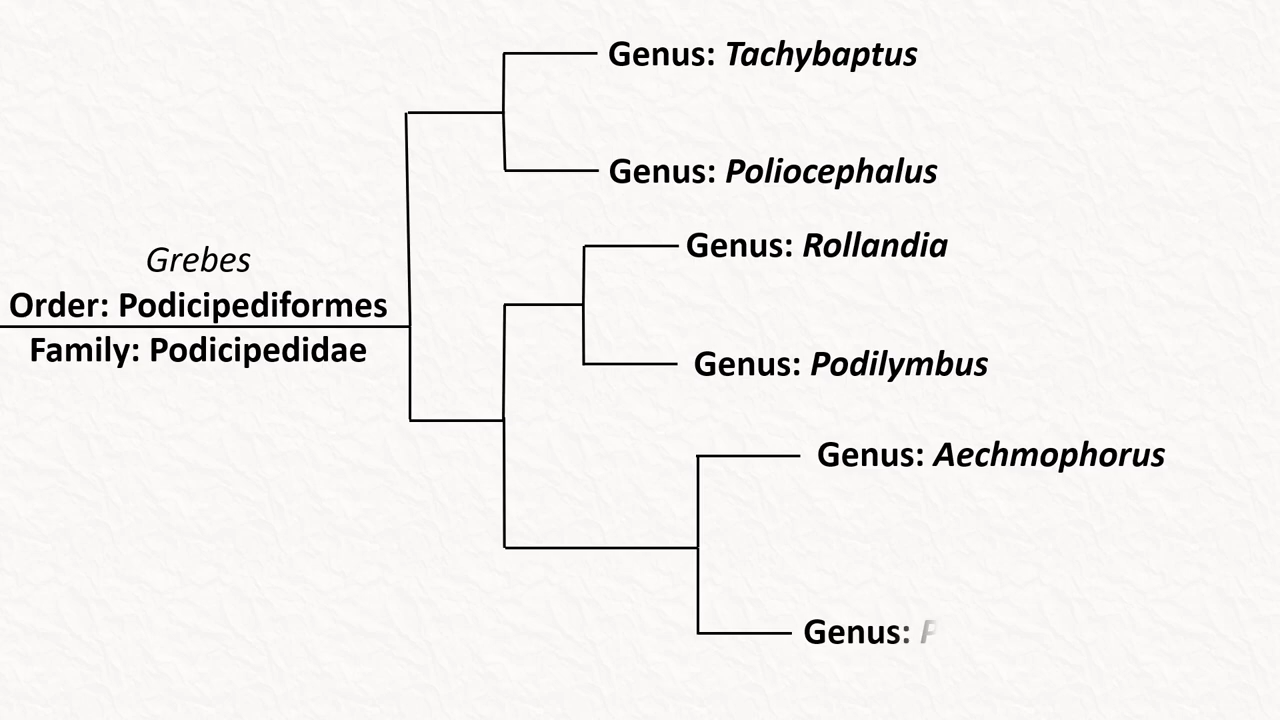 Genus: Tachybaptus
Genus: Poliocephalus
Genus: Rollandia
Grebes
Order: Podicipediformes
Family: Podicipedidae
Genus: Podilymbus
Genus: Aechmophorus
Genus: P